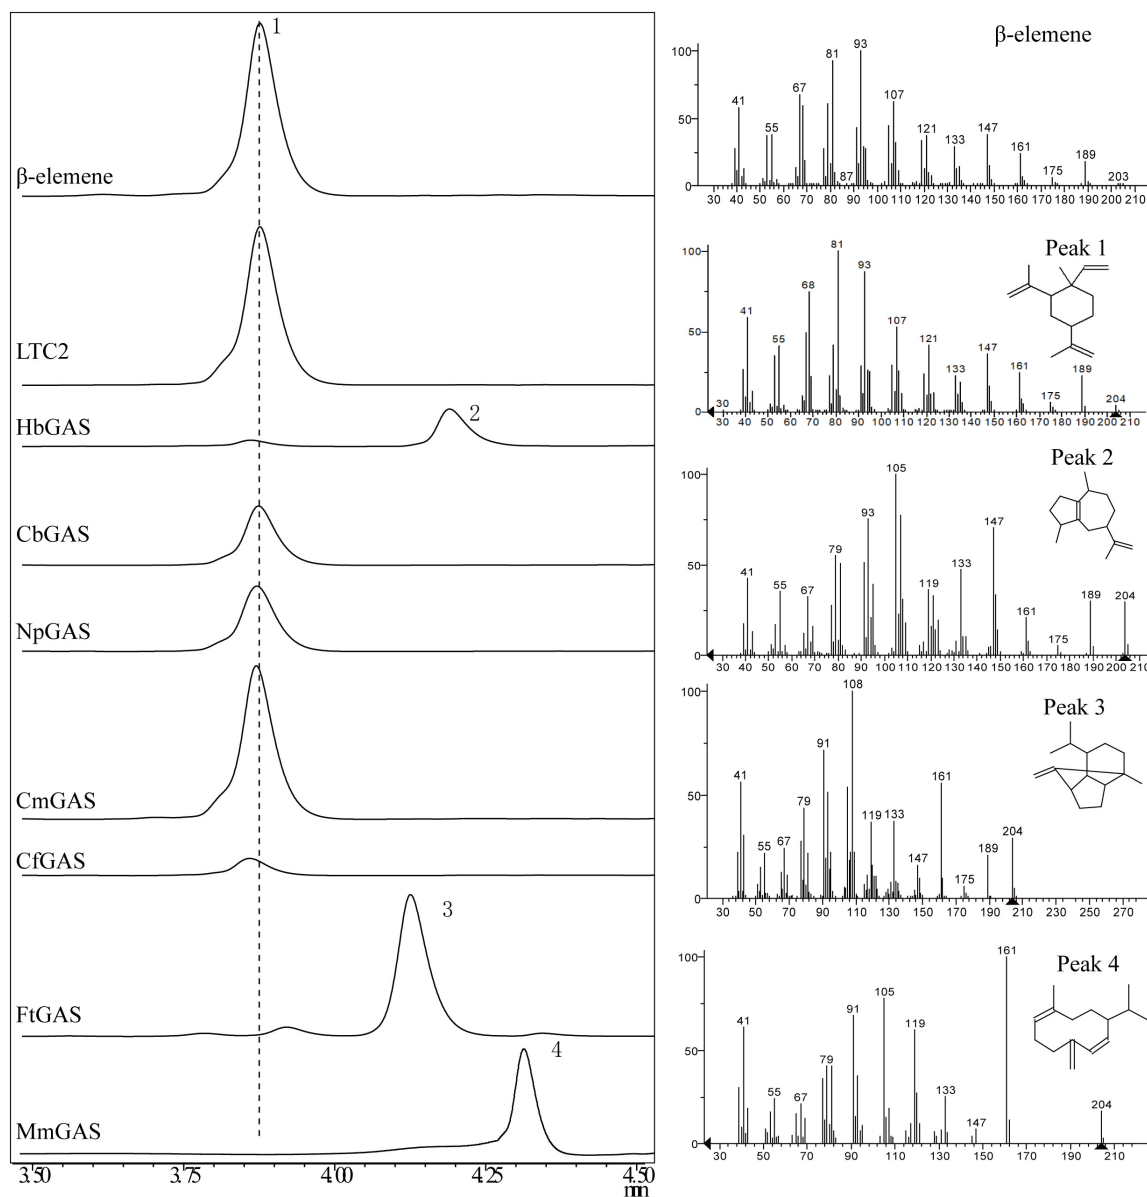 1
β-elemene
LTC2
2
HbGAS
CbGAS
NpGAS
CmGAS
CfGAS
3
FtGAS
4
MmGAS
3.50 3.75 4.00 4.25 4.50
min
β-elemene
100
50
0
41 55 67 81 87 93 107 121 133 147 161 175 189 203
30 40 50 60 70 80 90 100 110 120 130 140 150 160 170 180 190 200 210
Peak 1
100
50
0
30 41 55 68 81 93 107 121 133 147 161 175 189 204
30 40 50 60 70 80 90 100 110 120 130 140 150 160 170 180 190 200 210
Peak 2
100
50
0
41 55 67 79 93 105 119 133 147 161 175 189 204
30 40 50 60 70 80 90 100 110 120 130 140 150 160 170 180 190 200 210
Peak 3
100
50
0
41 55 67 79 91 108 119 133 147 161 175 189 204
30 50 70 90 110 130 150 170 190 210 230 250 270
Peak 4
100
50
0
41 55 67 79 91 105 119 133 147 161 204
30 50 70 90 110 130 150 170 190 210